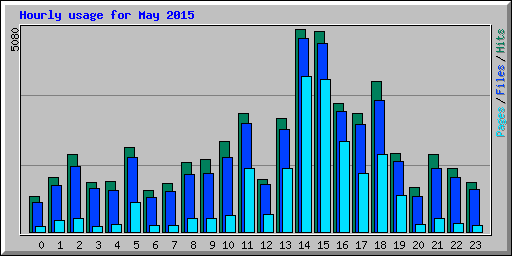 Hourly usage for May 2015
5080
Pages / Files / Hits
0 1 2 3 4 5 6 7 8 9 10 11 12 13 14 15 16 17 18 19 20 21 22 23